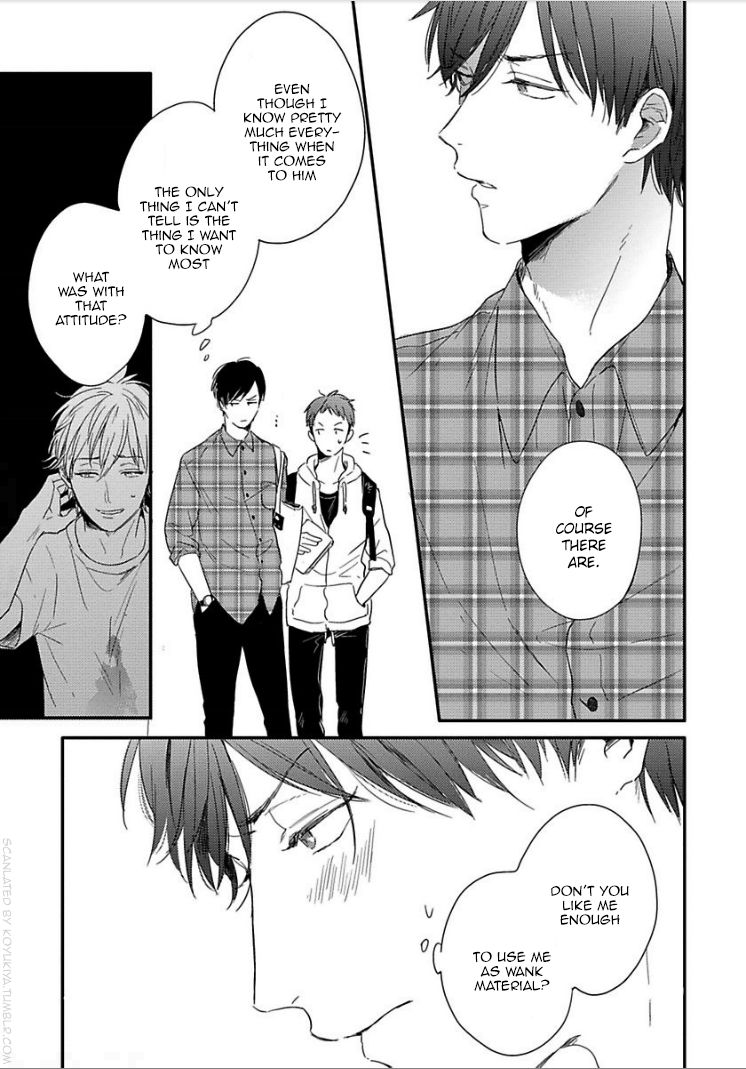 OF
COURSE
THERE
ARE.
EVEN
THOUGH I
KNOW PRETTY
MUCH EVERY-
THING WHEN
IT COMES
TO HIM
THE ONLY
THING I CAN'T
TELL IS THE
THING I WANT
TO KNOW
MOST
WHAT
WAS WITH
THAT
ATTITUDE?
DON'T YOU
LIKE ME
ENOUGH
TO USE ME
AS WANK
MATERIAL?
SCANLATED BY KOYUKIYA.TUMBLR.COM